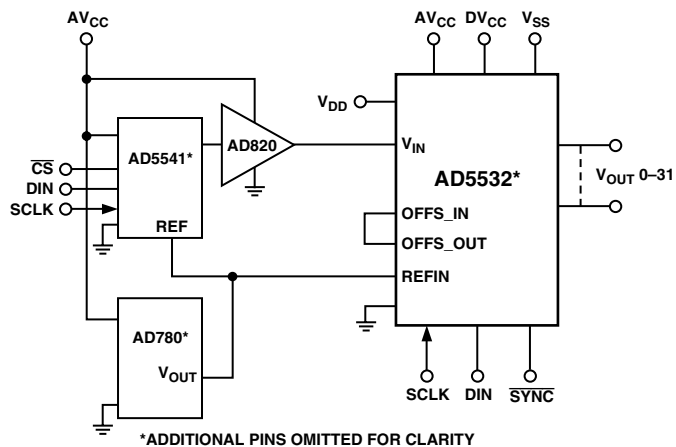 AVCC
AVCC
DVCC
VSS
VDD
AD5541*
AD820
VIN
CS
DIN
SCLK
REF
AD5532*
VOUT 0–31
OFFS_IN
OFFS_OUT
REFIN
AD780*
VOUT
SCLK
DIN
SYNC
*ADDITIONAL PINS OMITTED FOR CLARITY